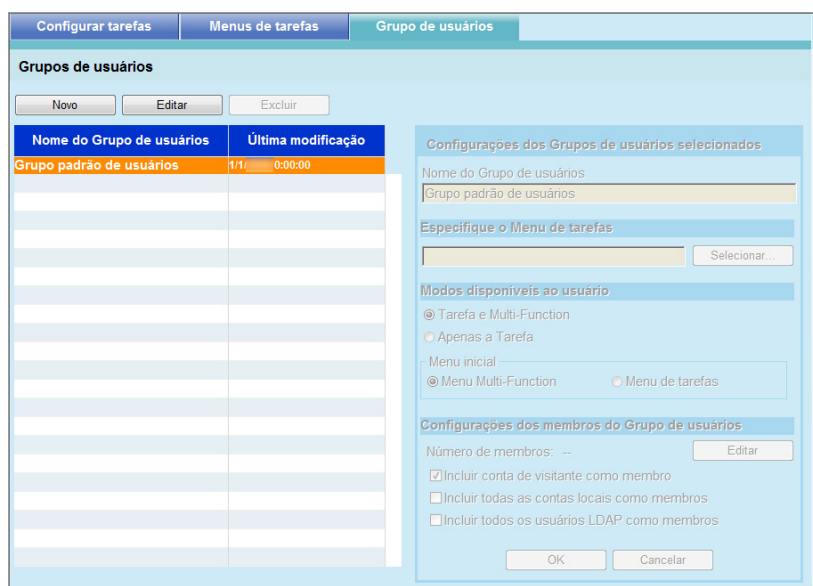 Configurar tarefas
Menus de tarefas
Grupo de usuários
Grupos de usuários
Novo
Editar
Excluir
Nome do Grupo de usuários
Última modificação
Grupo padrão de usuários
1/1/ 0:00:00
Configurações dos Grupos de usuários selecionados
Nome do Grupo de usuários
Grupo padrão de usuários
Especifique o Menu de tarefas
Selecionar...
Modos disponíveis ao usuário
Tarefa e Multi-Function
Apenas a Tarefa
Menu inicial
Menu Multi-Function
Menu de tarefas
Configurações dos membros do Grupo de usuários
Número de membros: --
Editar
Incluir conta de visitante como membro
Incluir todas as contas locais como membros
Incluir todos os usuários LDAP como membros
OK
Cancelar